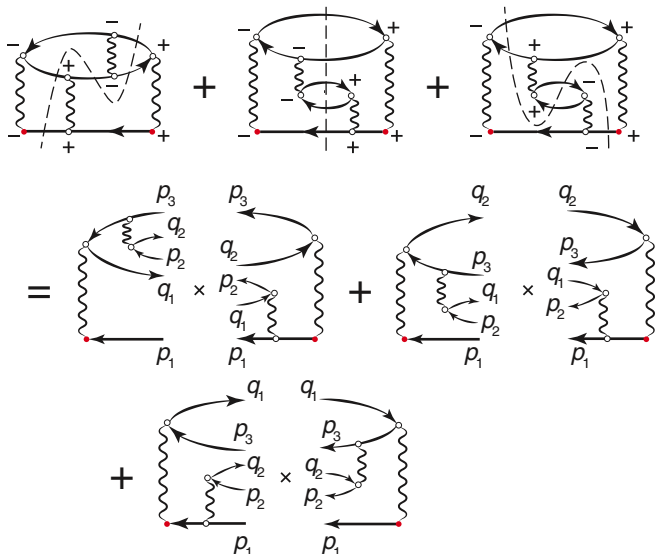 − − + − +
− + − +
+ + −
− + + −
− +
− + + − + + + − +
p₃ p₃ q₂ q₂
q₂
p₂ q₂ p₃ p₃
= q₁ × p₂ + q₁ × q₁
q₁ p₂ p₂
p₁ p₁ p₁ p₁
q₁ q₁
p₃ p₃
+ q₂ × q₂
p₂ p₂
p₁ p₁